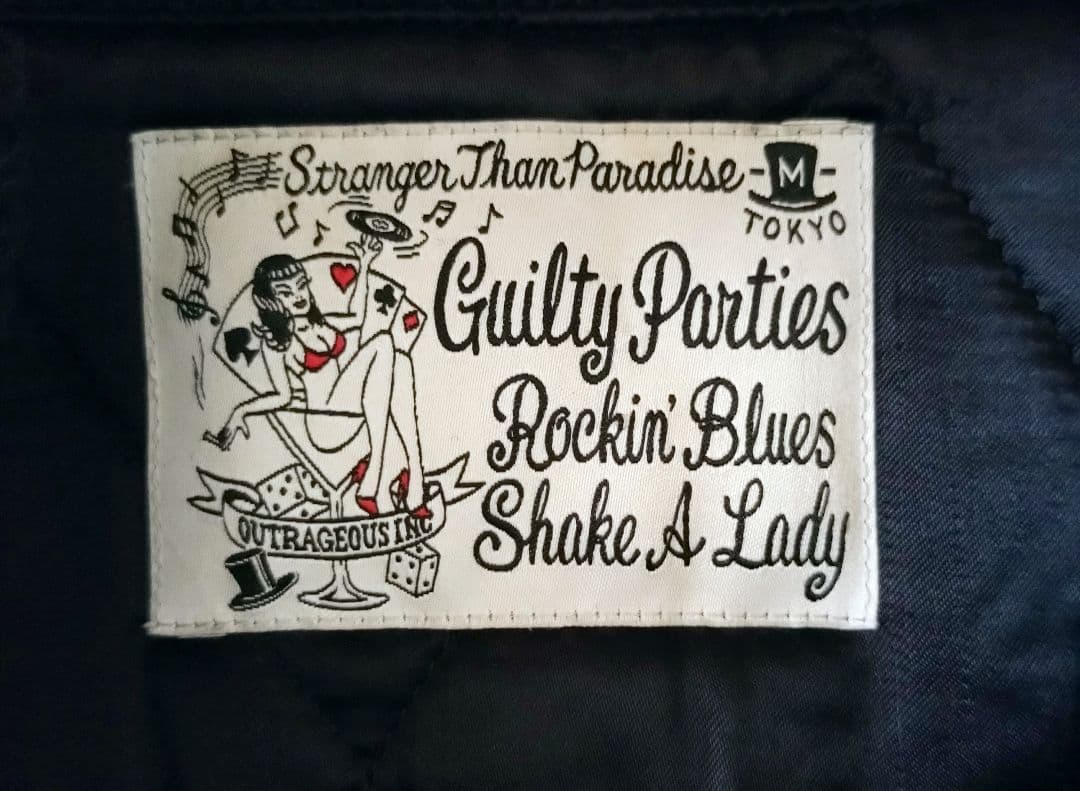 Stranger Than Paradise
-M-
TOKYO
Guilty Parties
Rockin' Blues
Shake A Lady
OUTRAGEOUS INC